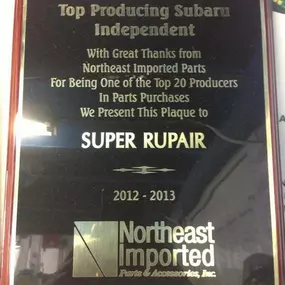 Top Producing Subaru
Independent
With Great Thanks from
Northeast Imported Parts
For Being One of the Top 20 Producers
In Parts Purchases
We Present This Plaque to
SUPER RUPAIR
2012 - 2013
Northeast
Imported
Parts & Accessories, Inc.